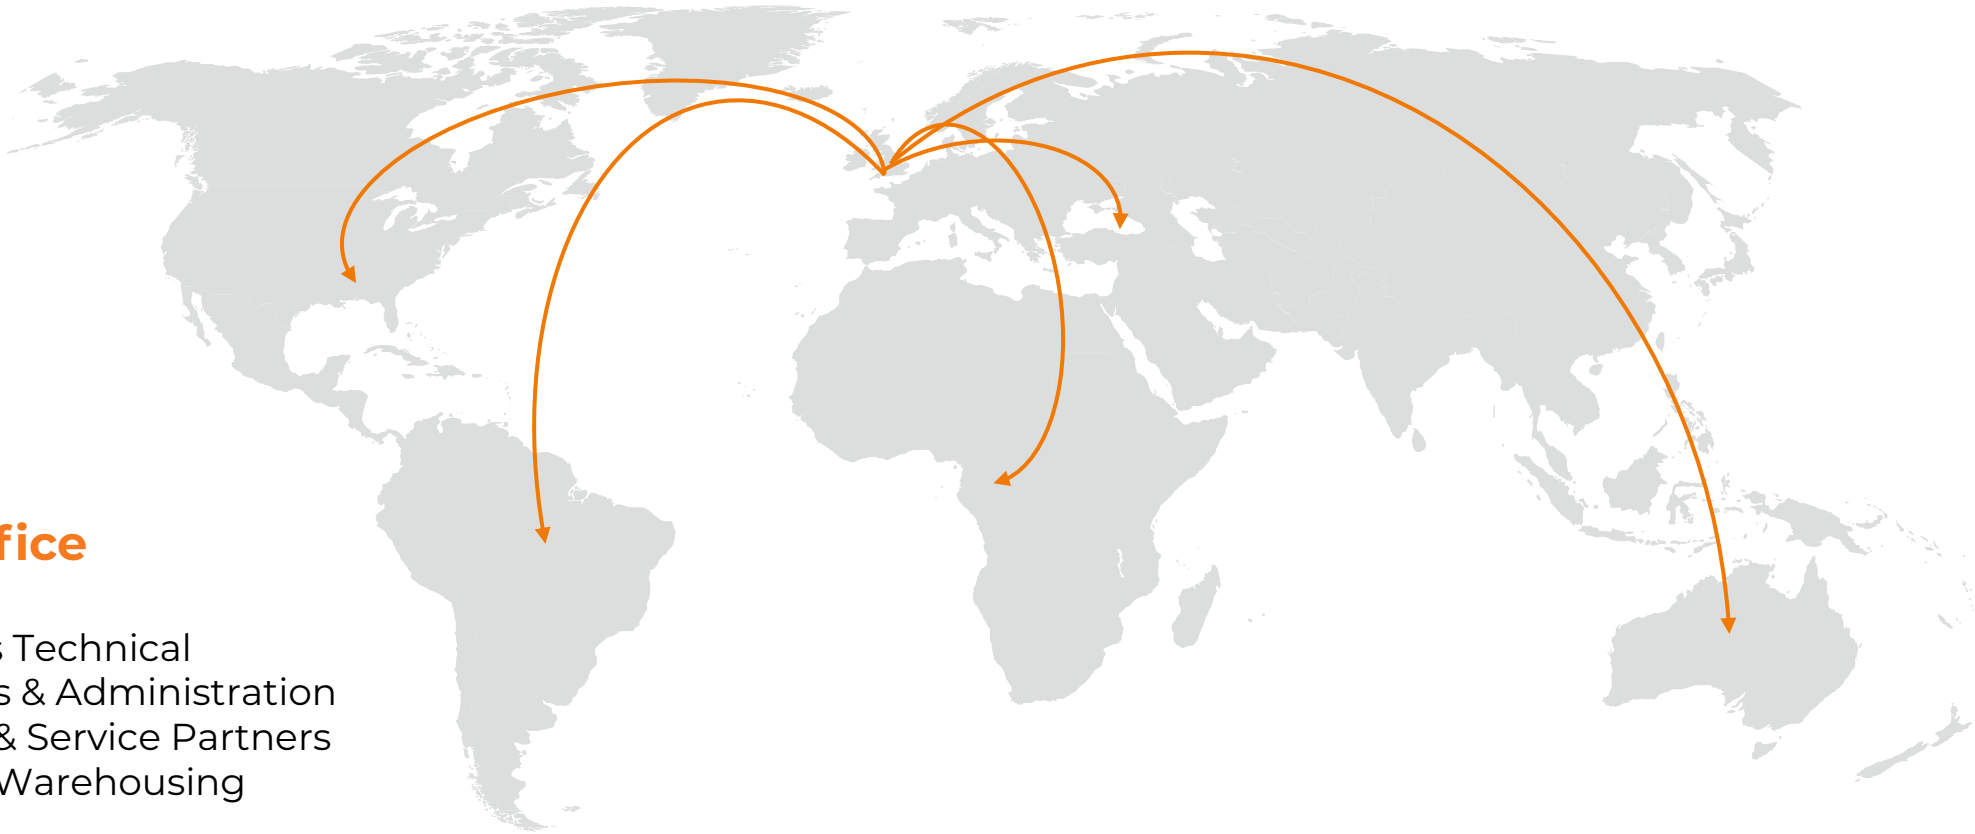 fice
s Technical
s & Administration
& Service Partners
Warehousing